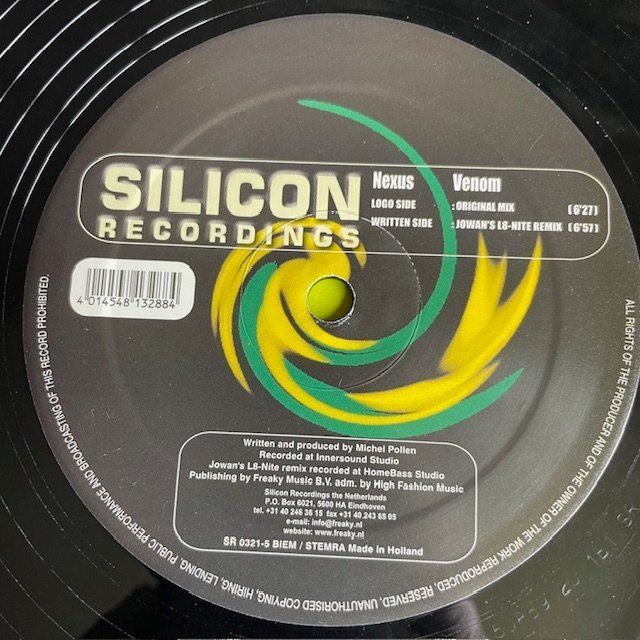 SILICON
RECORDINGS
Nexus Venom
LOGO SIDE : ORIGINAL MIX (6'27)
WRITTEN SIDE : JOWAN'S L8-NITE REMIX (6'57)
4 014548 132884
Written and produced by Michel Pollen
Recorded at Innersound Studio
Jowan's L8-Nite remix recorded at HomeBass Studio
Publishing by Freaky Music B.V. adm. by High Fashion Music
Silicon Recordings the Netherlands
P.O. Box 6021, 5600 HA Eindhoven
tel. +31 40 246 36 15 fax +31 40 243 65 05
e-mail: info@freaky.nl
website: www.freaky.nl
SR 0321-5 BIEM / STEMRA Made in Holland
ALL RIGHTS OF THE PRODUCER AND OF THE OWNER OF THE WORK REPRODUCED, RESERVED. UNAUTHORISED COPYING, HIRING, LENDING, PUBLIC PERFORMANCE AND BROADCASTING OF THIS RECORD PROHIBITED.